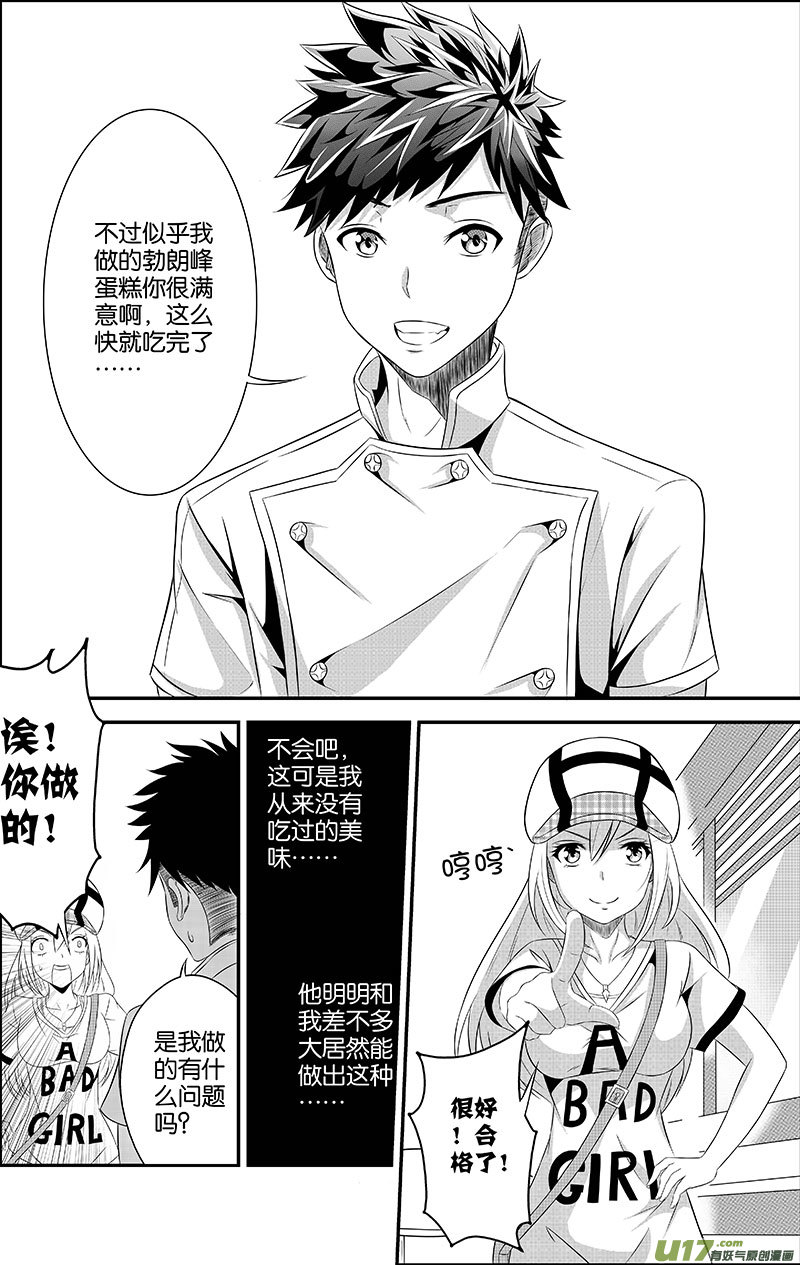 不过似乎我
做的勃朗峰
蛋糕你很满
意啊，这么
快就吃完了
……
诶！
你做
的！
是我做
的有什
么问题
吗？
A
BAD
GIRL
不会吧，
这可是我
从来没有
吃过的美
味……
他明明和
我差不多
大居然能
做出这种
……
哼哼
很好
！合
格了！
A
BAD
GIRL
U17.com
有妖气原创漫画